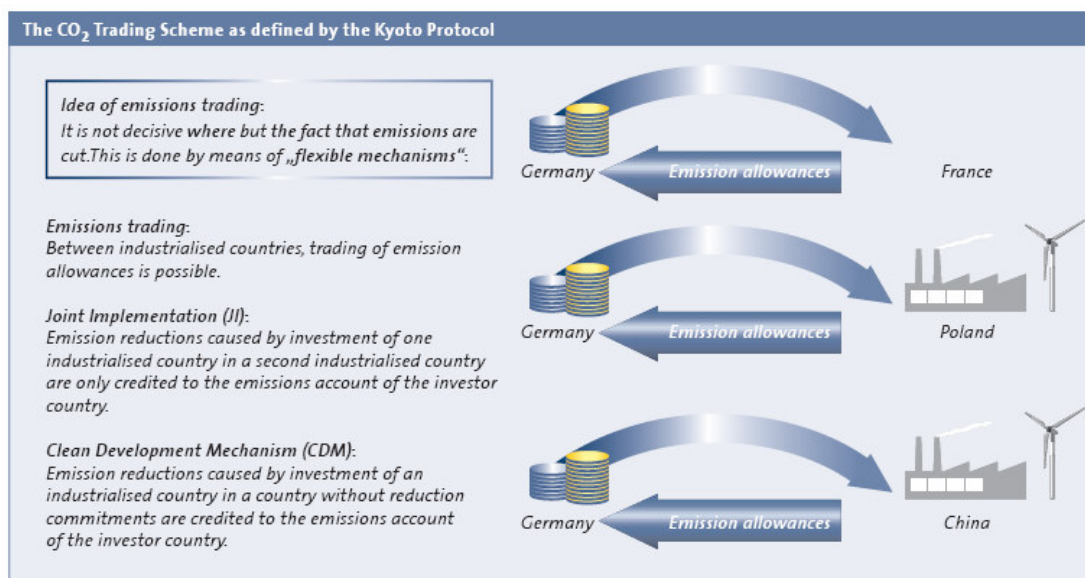 The CO₂ Trading Scheme as defined by the Kyoto Protocol
Idea of emissions trading:
It is not decisive where but the fact that emissions are
cut.This is done by means of „flexible mechanisms“:
Germany
Emission allowances
France
Emissions trading:
Between industrialised countries, trading of emission
allowances is possible.
Germany
Emission allowances
Poland
Joint Implementation (JI):
Emission reductions caused by investment of one
industrialised country in a second industrialised country
are only credited to the emissions account of the investor
country.
Clean Development Mechanism (CDM):
Emission reductions caused by investment of an
industrialised country in a country without reduction
commitments are credited to the emissions account
of the investor country.
Germany
Emission allowances
China